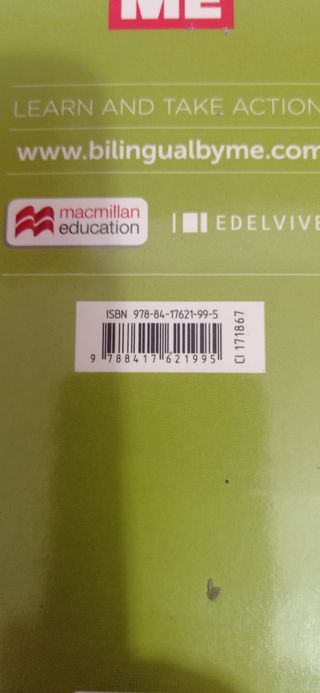 ME
LEARN AND TAKE ACTION
www.bilingualbyme.com
macmillan
education
EDELVIVE
ISBN 978-84-17621-99-5
9 788417 621995
CI 171867